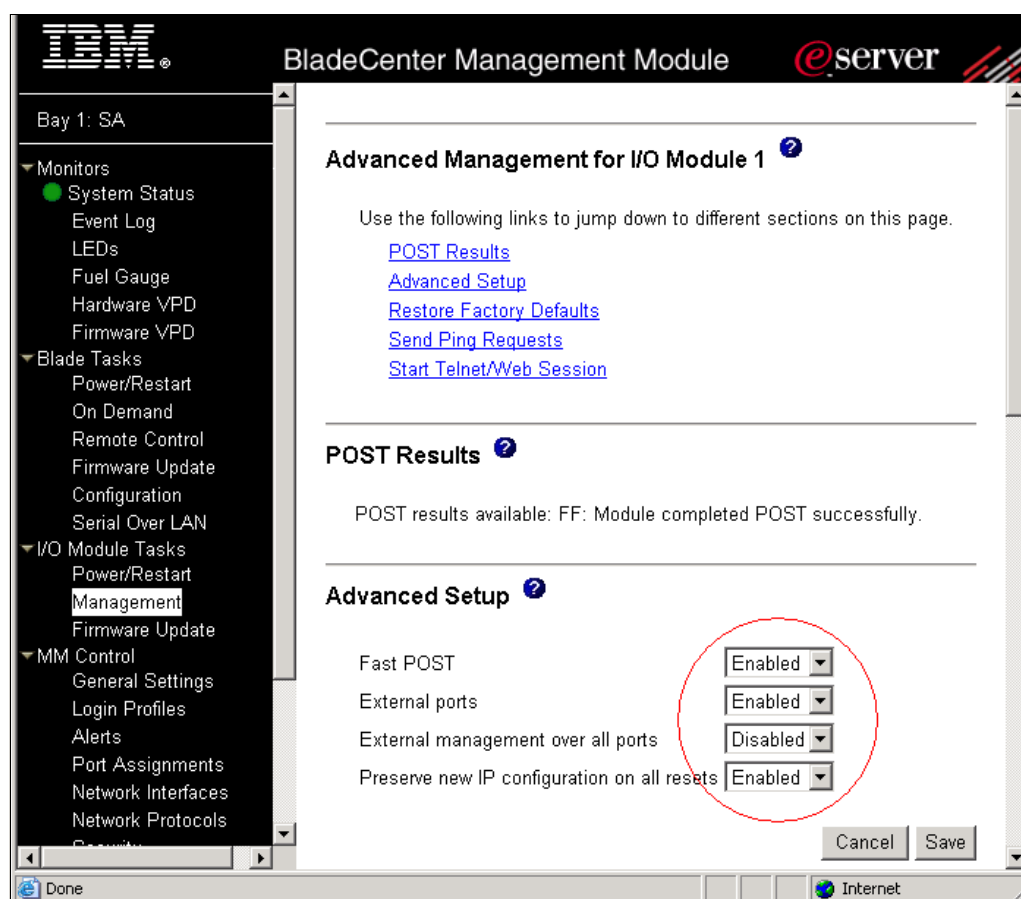 IBM®
BladeCenter Management Module
eserver
Bay 1: SA
Monitors
System Status
Event Log
LEDs
Fuel Gauge
Hardware VPD
Firmware VPD
Blade Tasks
Power/Restart
On Demand
Remote Control
Firmware Update
Configuration
Serial Over LAN
I/O Module Tasks
Power/Restart
Management
Firmware Update
MM Control
General Settings
Login Profiles
Alerts
Port Assignments
Network Interfaces
Network Protocols
Advanced Management for I/O Module 1 ?
Use the following links to jump down to different sections on this page.
POST Results
Advanced Setup
Restore Factory Defaults
Send Ping Requests
Start Telnet/Web Session
POST Results ?
POST results available: FF: Module completed POST successfully.
Advanced Setup ?
Fast POST Enabled
External ports Enabled
External management over all ports Disabled
Preserve new IP configuration on all resets Enabled
Cancel Save
Done Internet